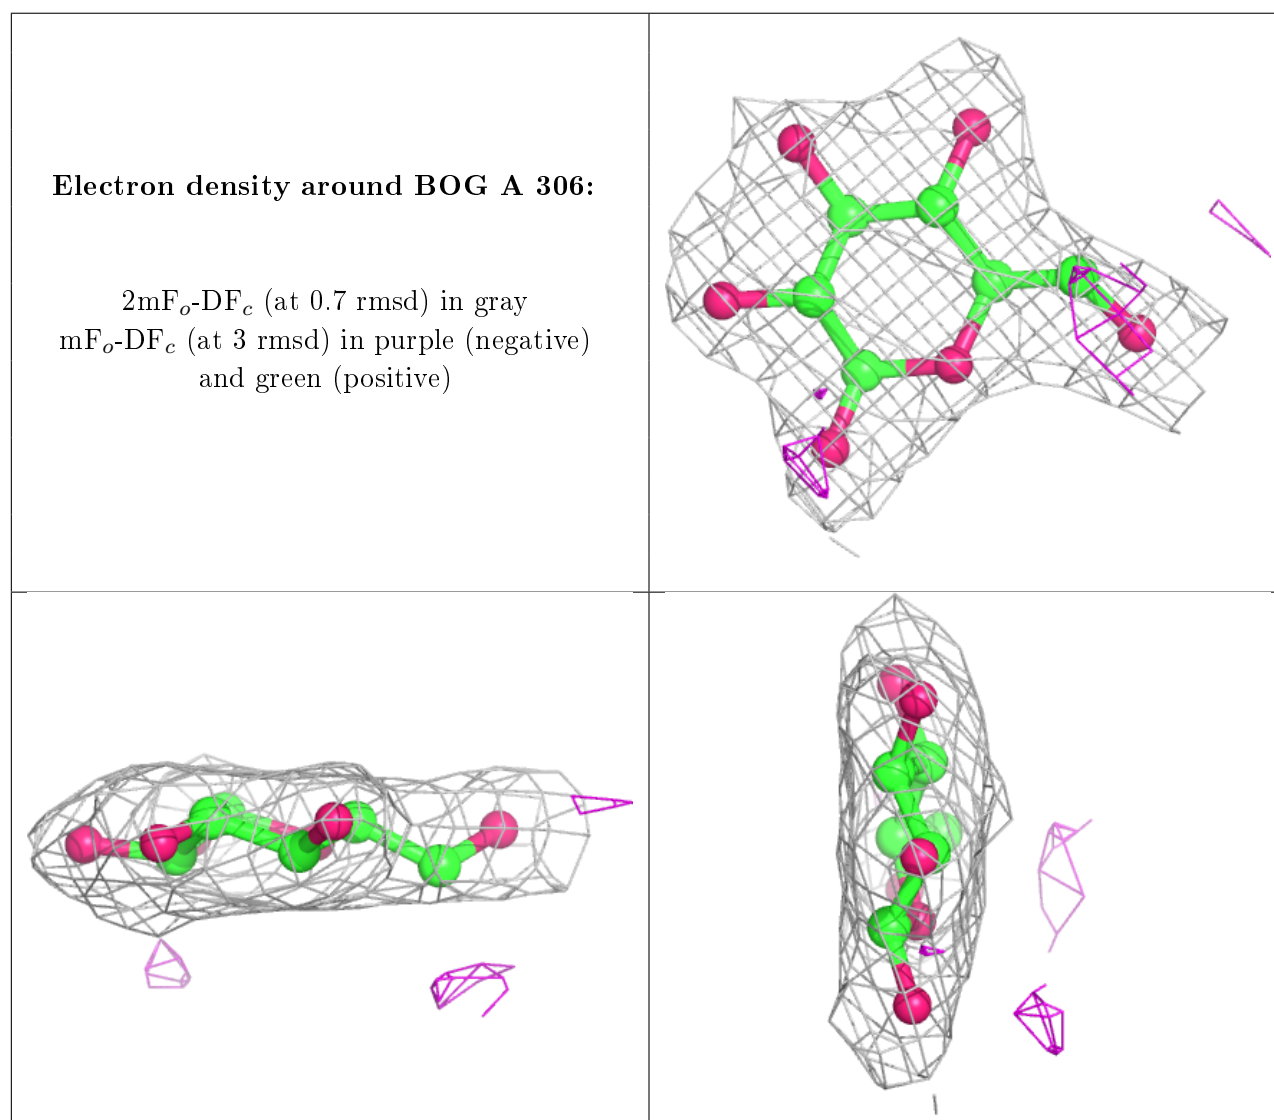 Electron density around BOG A 306:
2mFo-DFc (at 0.7 rmsd) in gray
mFo-DFc (at 3 rmsd) in purple (negative)
and green (positive)